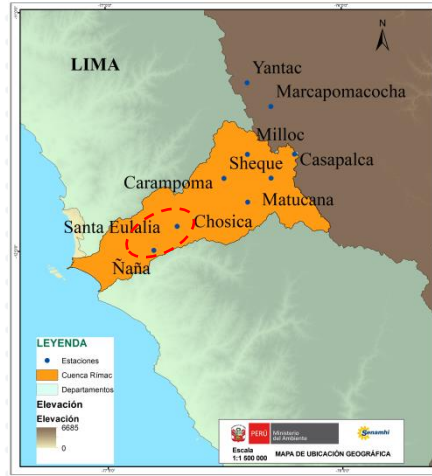 N
LIMA
Yantac
Marcapomacocha
Milloc
Sheque
Casapalca
Carampoma
Matucana
Santa Eulalia
Chosica
Ñaña
LEYENDA
Estaciones
Cuenca Rímac
Departamentos
Elevación
Elevación
6685
0
PERÚ
Ministerio
del Ambiente
Senamhi
Escala
1:1 500 000
MAPA DE UBICACIÓN GEOGRÁFICA